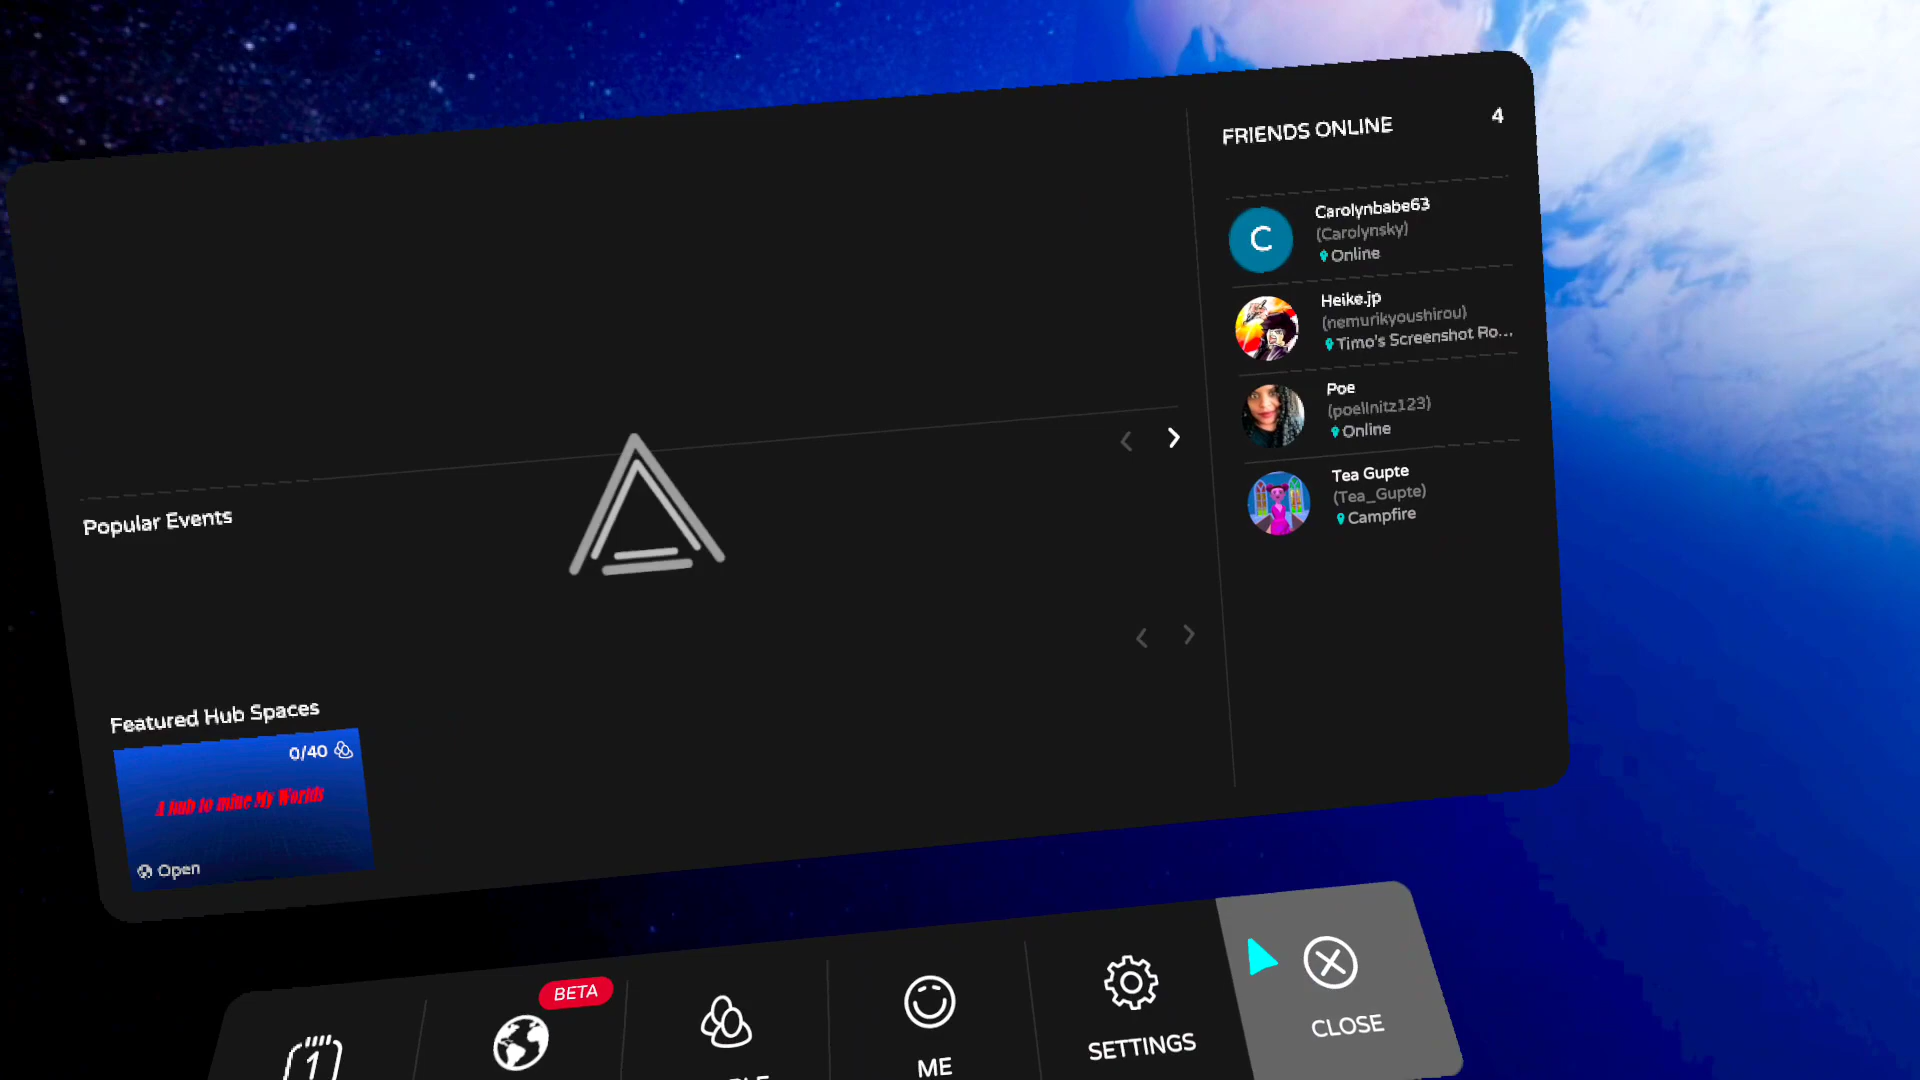 FRIENDS ONLINE
4
Carolynbabe63
(Carolynsky)
Online
Heike.jp
(nemurikyoushirou)
Timo's Screenshot Ro...
Poe
(poellnitz123)
Online
Tea Gupte
(Tea_Gupte)
Campfire
Popular Events
Featured Hub Spaces
0/40
A hub to mine My Worlds
Open
1
BETA
ME
SETTINGS
CLOSE